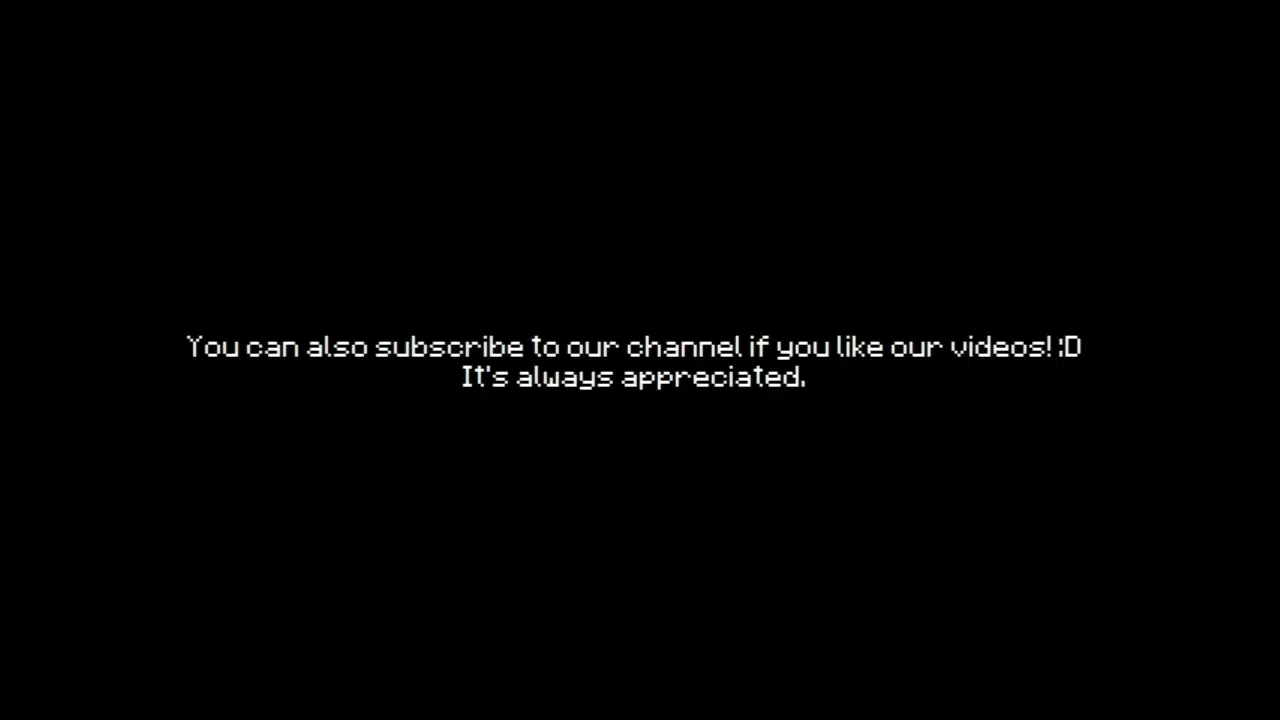 You can also subscribe to our channel if you like our videos! :D
It's always appreciated.